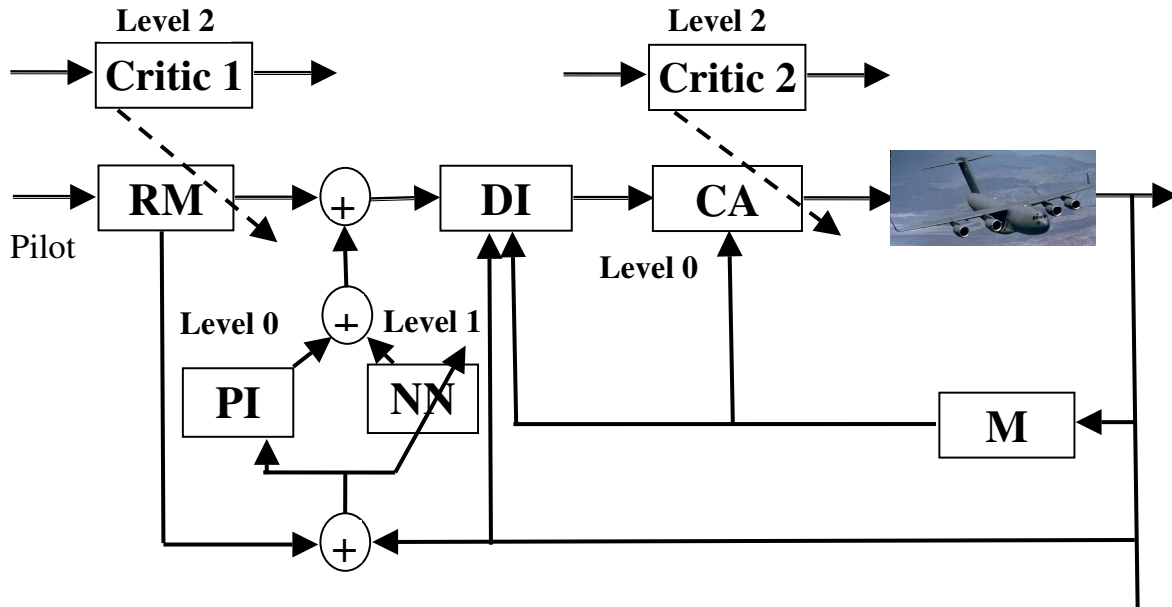 Level 2
Level 2
Critic 1
Critic 2
RM
+
DI
CA
Pilot
Level 0
+
Level 0
Level 1
PI
NN
M
+